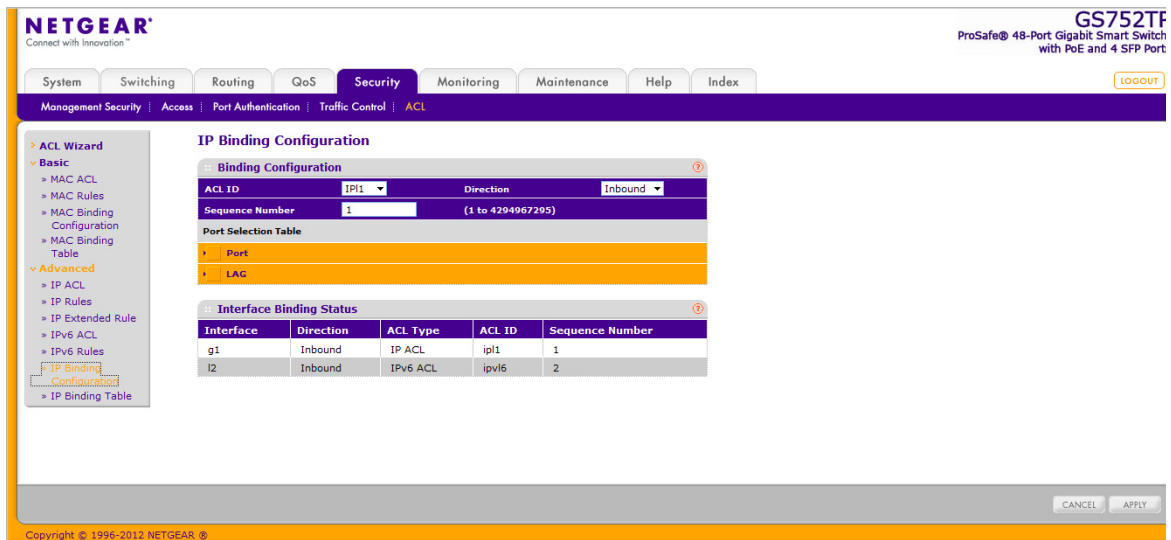 NETGEAR®
Connect with Innovation™
GS752TP
ProSafe® 48-Port Gigabit Smart Switch
with PoE and 4 SFP Ports
System Switching Routing QoS Security Monitoring Maintenance Help Index
LOGOUT
Management Security Access Port Authentication Traffic Control ACL
ACL Wizard
Basic
» MAC ACL
» MAC Rules
» MAC Binding
Configuration
» MAC Binding
Table
Advanced
» IP ACL
» IP Rules
» IP Extended Rule
» IPv6 ACL
» IPv6 Rules
» IP Binding
Configuration
» IP Binding Table
IP Binding Configuration
Binding Configuration
ACL ID IPl1 Direction Inbound
Sequence Number 1 (1 to 4294967295)
Port Selection Table
Port
LAG
Interface Binding Status
Interface Direction ACL Type ACL ID Sequence Number
g1 Inbound IP ACL ipl1 1
l2 Inbound IPv6 ACL ipvl6 2
CANCEL APPLY
Copyright © 1996-2012 NETGEAR ®